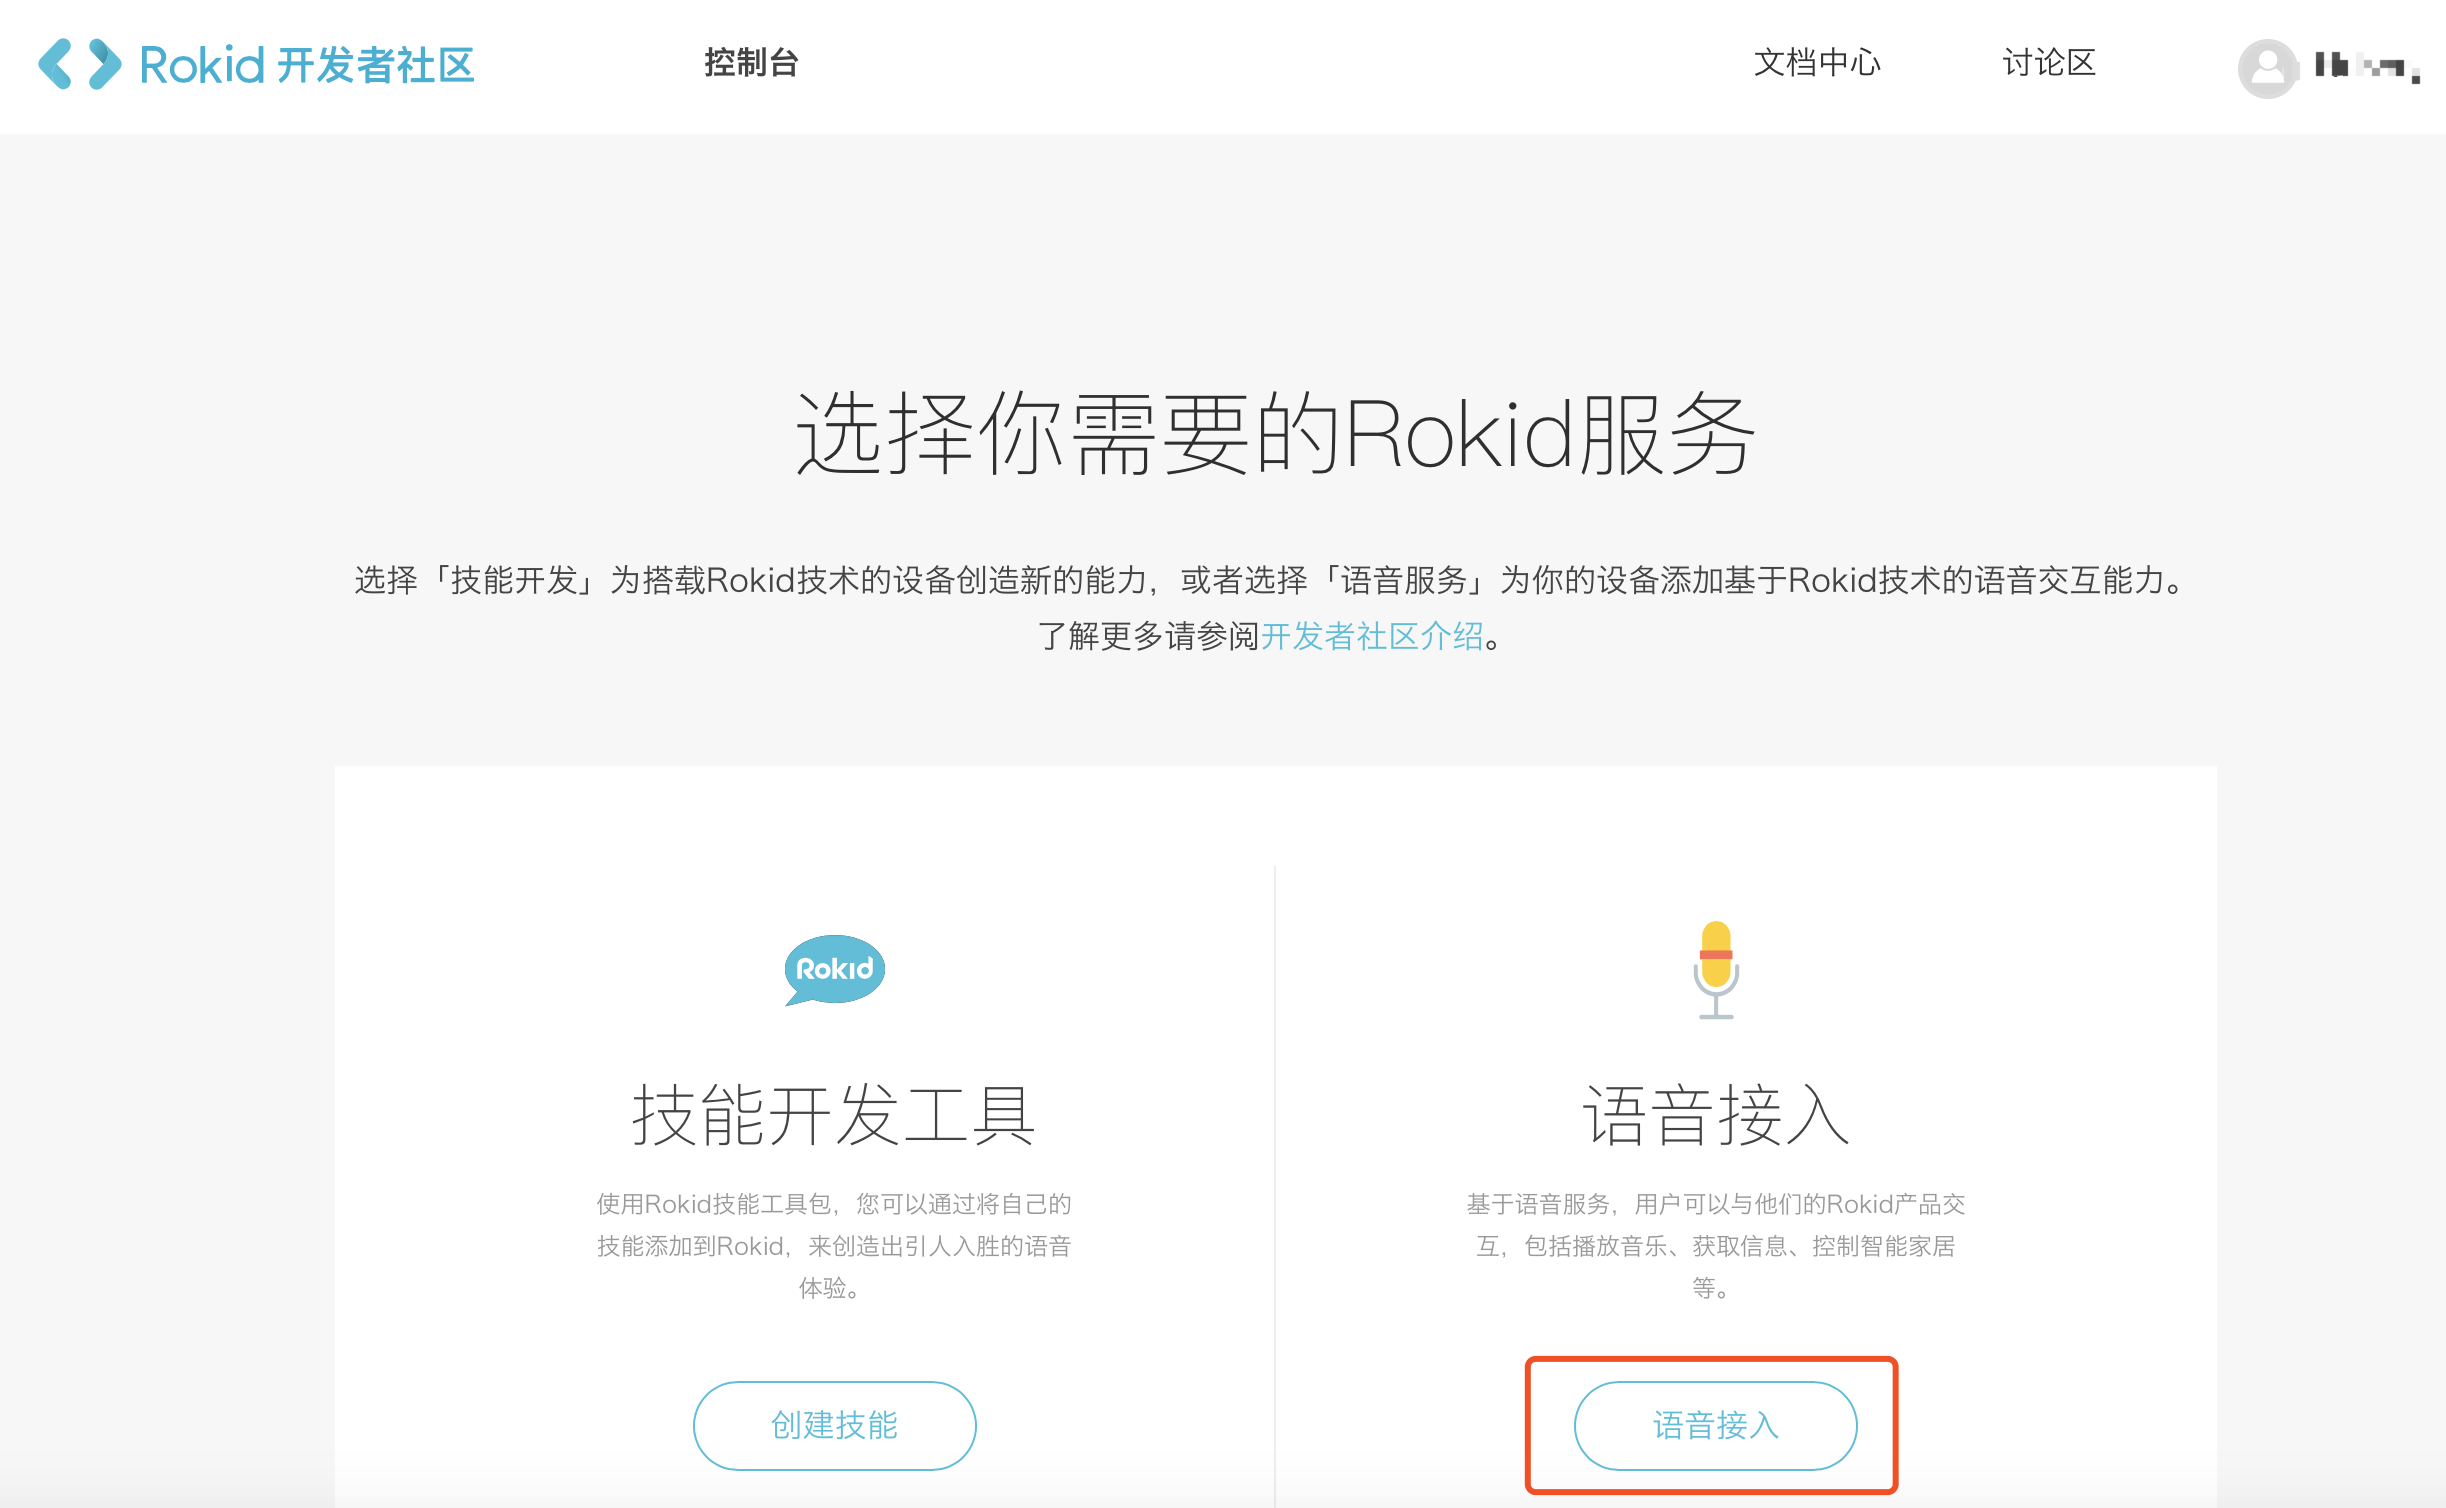 Rokid 开发者社区
控制台
文档中心
讨论区
选择你需要的Rokid服务
选择「技能开发」为搭载Rokid技术的设备创造新的能力，或者选择「语音服务」为你的设备添加基于Rokid技术的语音交互能力。
了解更多请参阅开发者社区介绍。
Rokid
技能开发工具
使用Rokid技能工具包，您可以通过将自己的
技能添加到Rokid，来创造出引人入胜的语音
体验。
创建技能
语音接入
基于语音服务，用户可以与他们的Rokid产品交
互，包括播放音乐、获取信息、控制智能家居
等。
语音接入